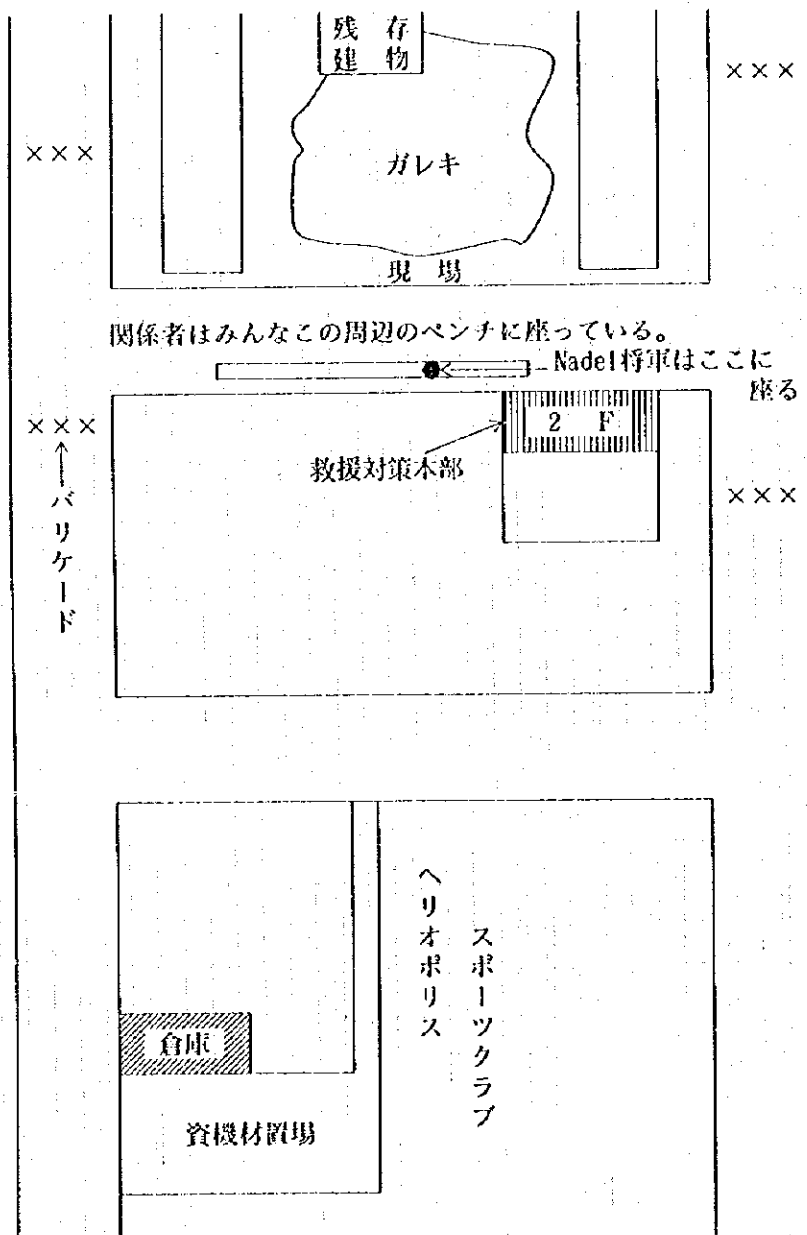 残存
建物
×××
×××
ガレキ
現場
関係者はみんなこの周辺のベンチに座っている。
Nadel将軍はここに
座る
×××
2 F
救援対策本部
×××
バリケード
ヘリオポリス
スポーツクラブ
倉庫
資機材置場